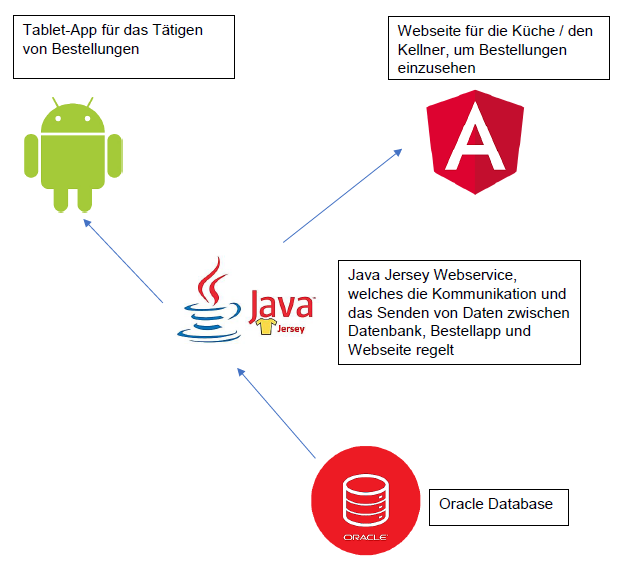 Tablet-App für das Tätigen
von Bestellungen
Webseite für die Küche / den
Kellner, um Bestellungen
einzusehen
A
Java
Jersey
Java Jersey Webservice,
welches die Kommunikation und
das Senden von Daten zwischen
Datenbank, Bestellapp und
Webseite regelt
ORACLE
Oracle Database